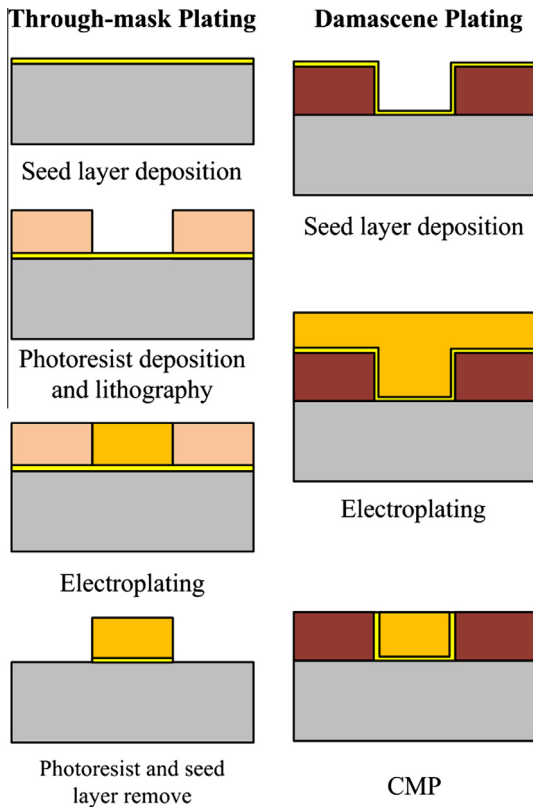 Through-mask Plating
Seed layer deposition
Photoresist deposition
and lithography
Electroplating
Photoresist and seed
layer remove
Damascene Plating
Seed layer deposition
Electroplating
CMP